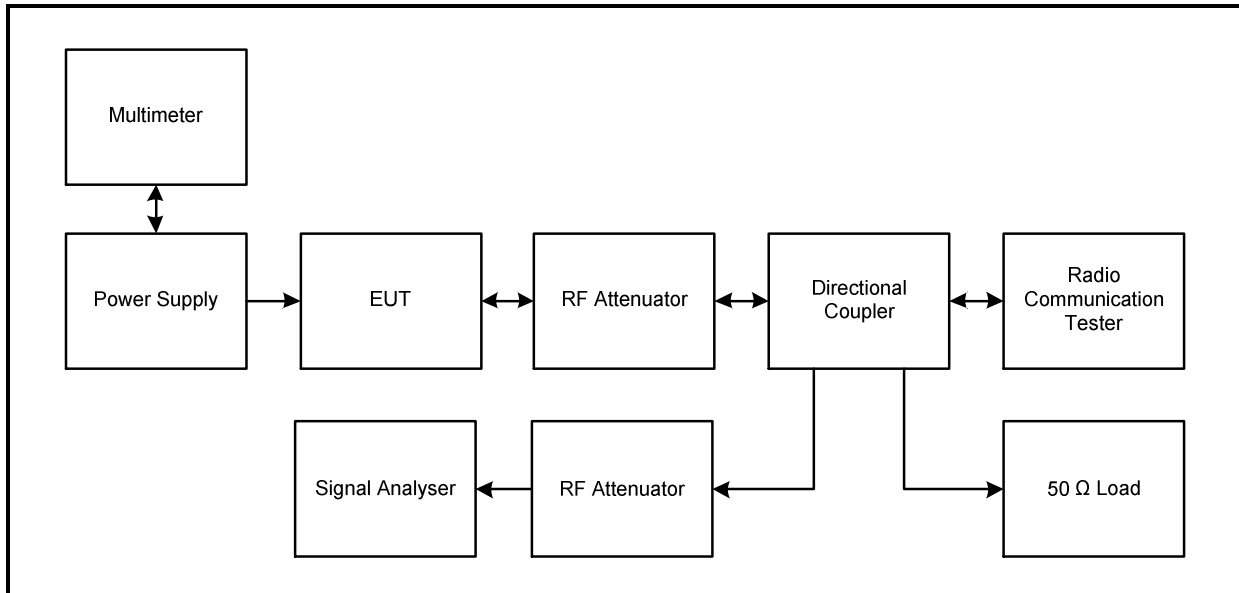 Multimeter
Power Supply
EUT
RF Attenuator
Directional
Coupler
Radio
Communication
Tester
Signal Analyser
RF Attenuator
50 Ω Load